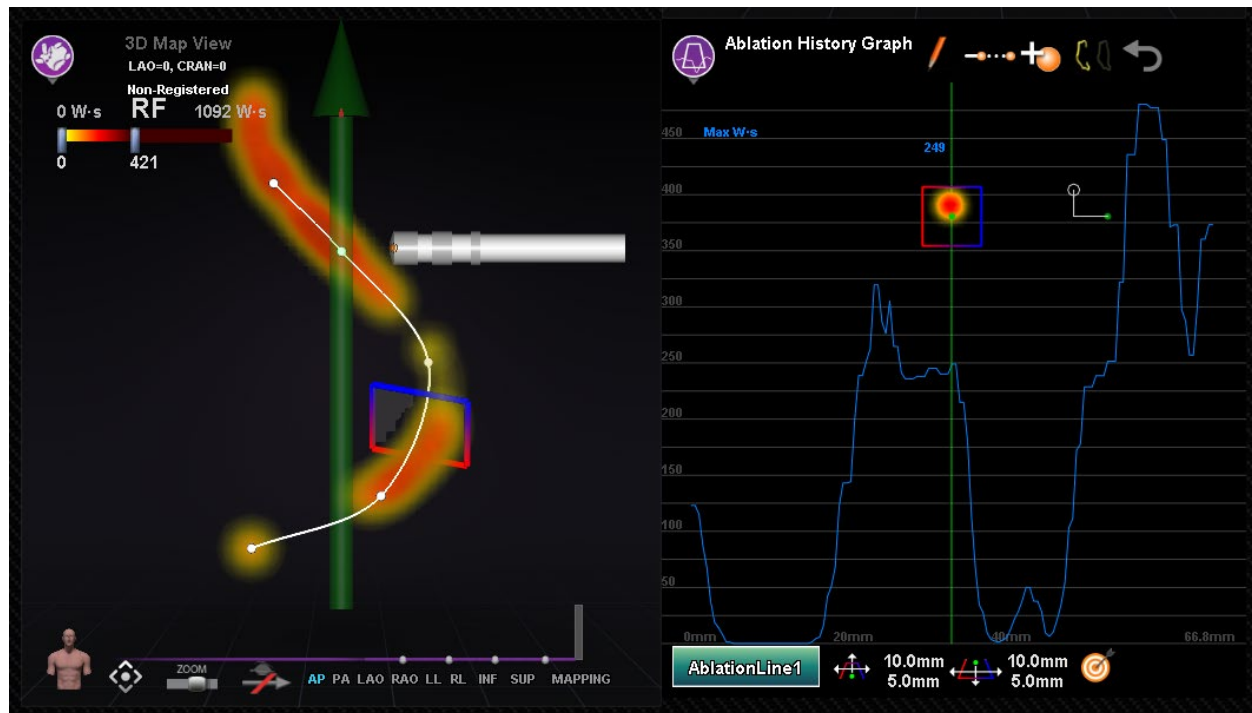 3D Map View
LAO=0, CRAN=0
Non-Registered
0 W·s RF 1092 W·s
0 421
ZOOM
AP PA LAO RAO LL RL INF SUP MAPPING
Ablation History Graph
450 Max W·s
249
400
350
300
250
200
150
100
50
0mm 20mm 40mm 66.8mm
AblationLine1 10.0mm 10.0mm
5.0mm 5.0mm